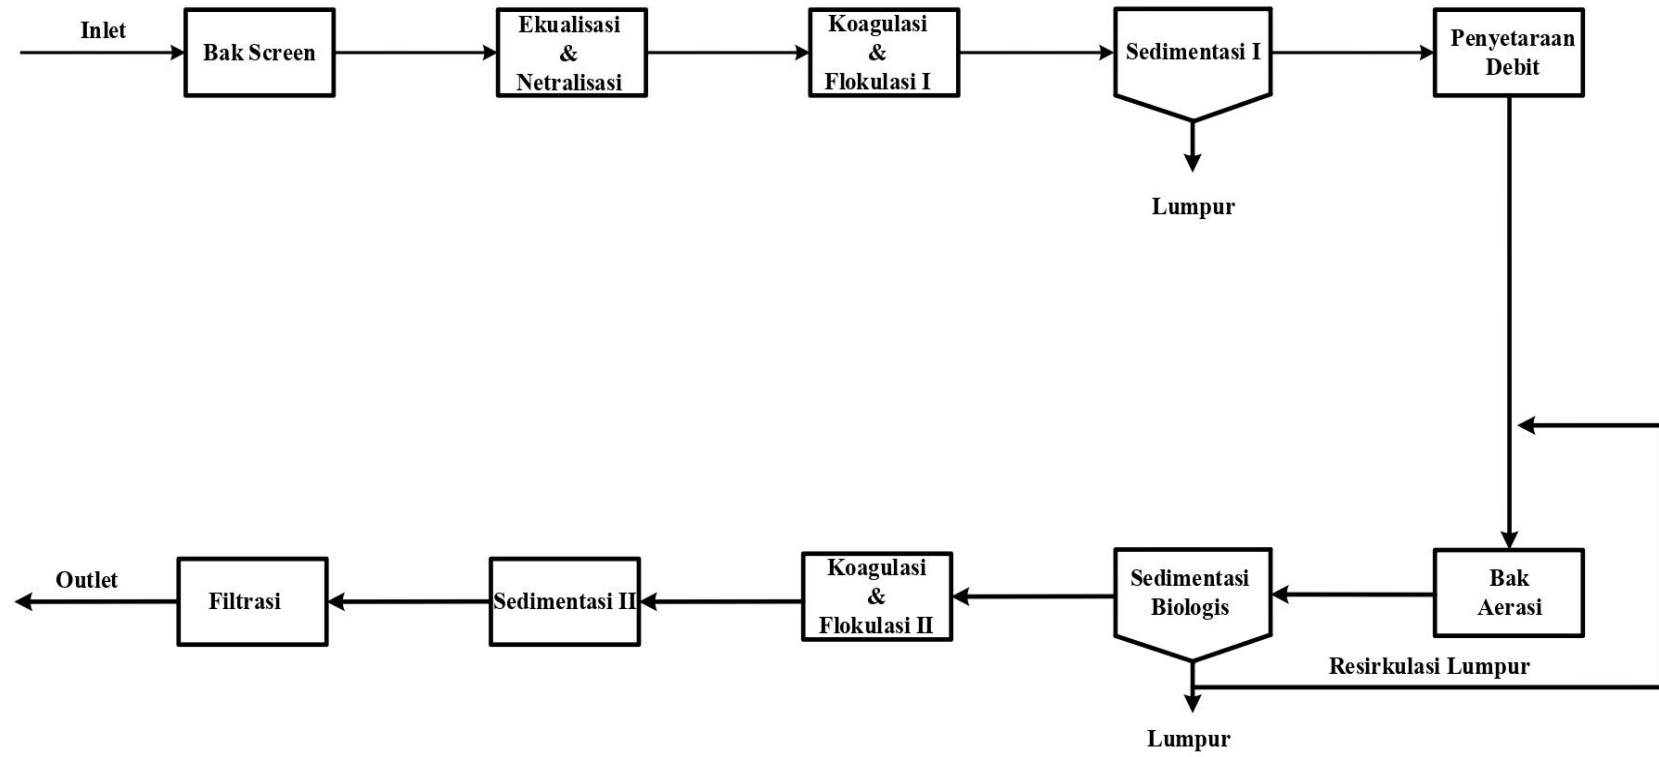 Inlet
Bak Screen
Ekualisasi
&
Netralisasi
Koagulasi
&
Flokulasi I
Sedimentasi I
Penyetaraan
Debit
Lumpur
Outlet
Filtrasi
Sedimentasi II
Koagulasi
&
Flokulasi II
Sedimentasi
Biologis
Bak
Aerasi
Resirkulasi Lumpur
Lumpur